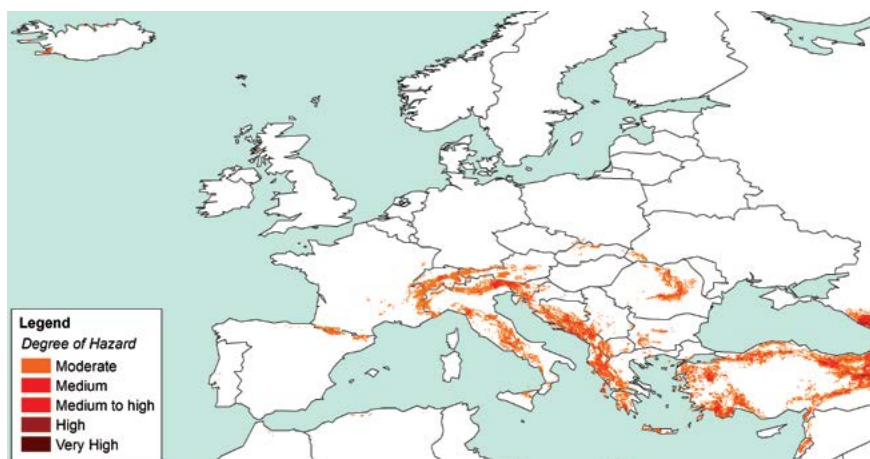 Legend
Degree of Hazard
Moderate
Medium
Medium to high
High
Very High